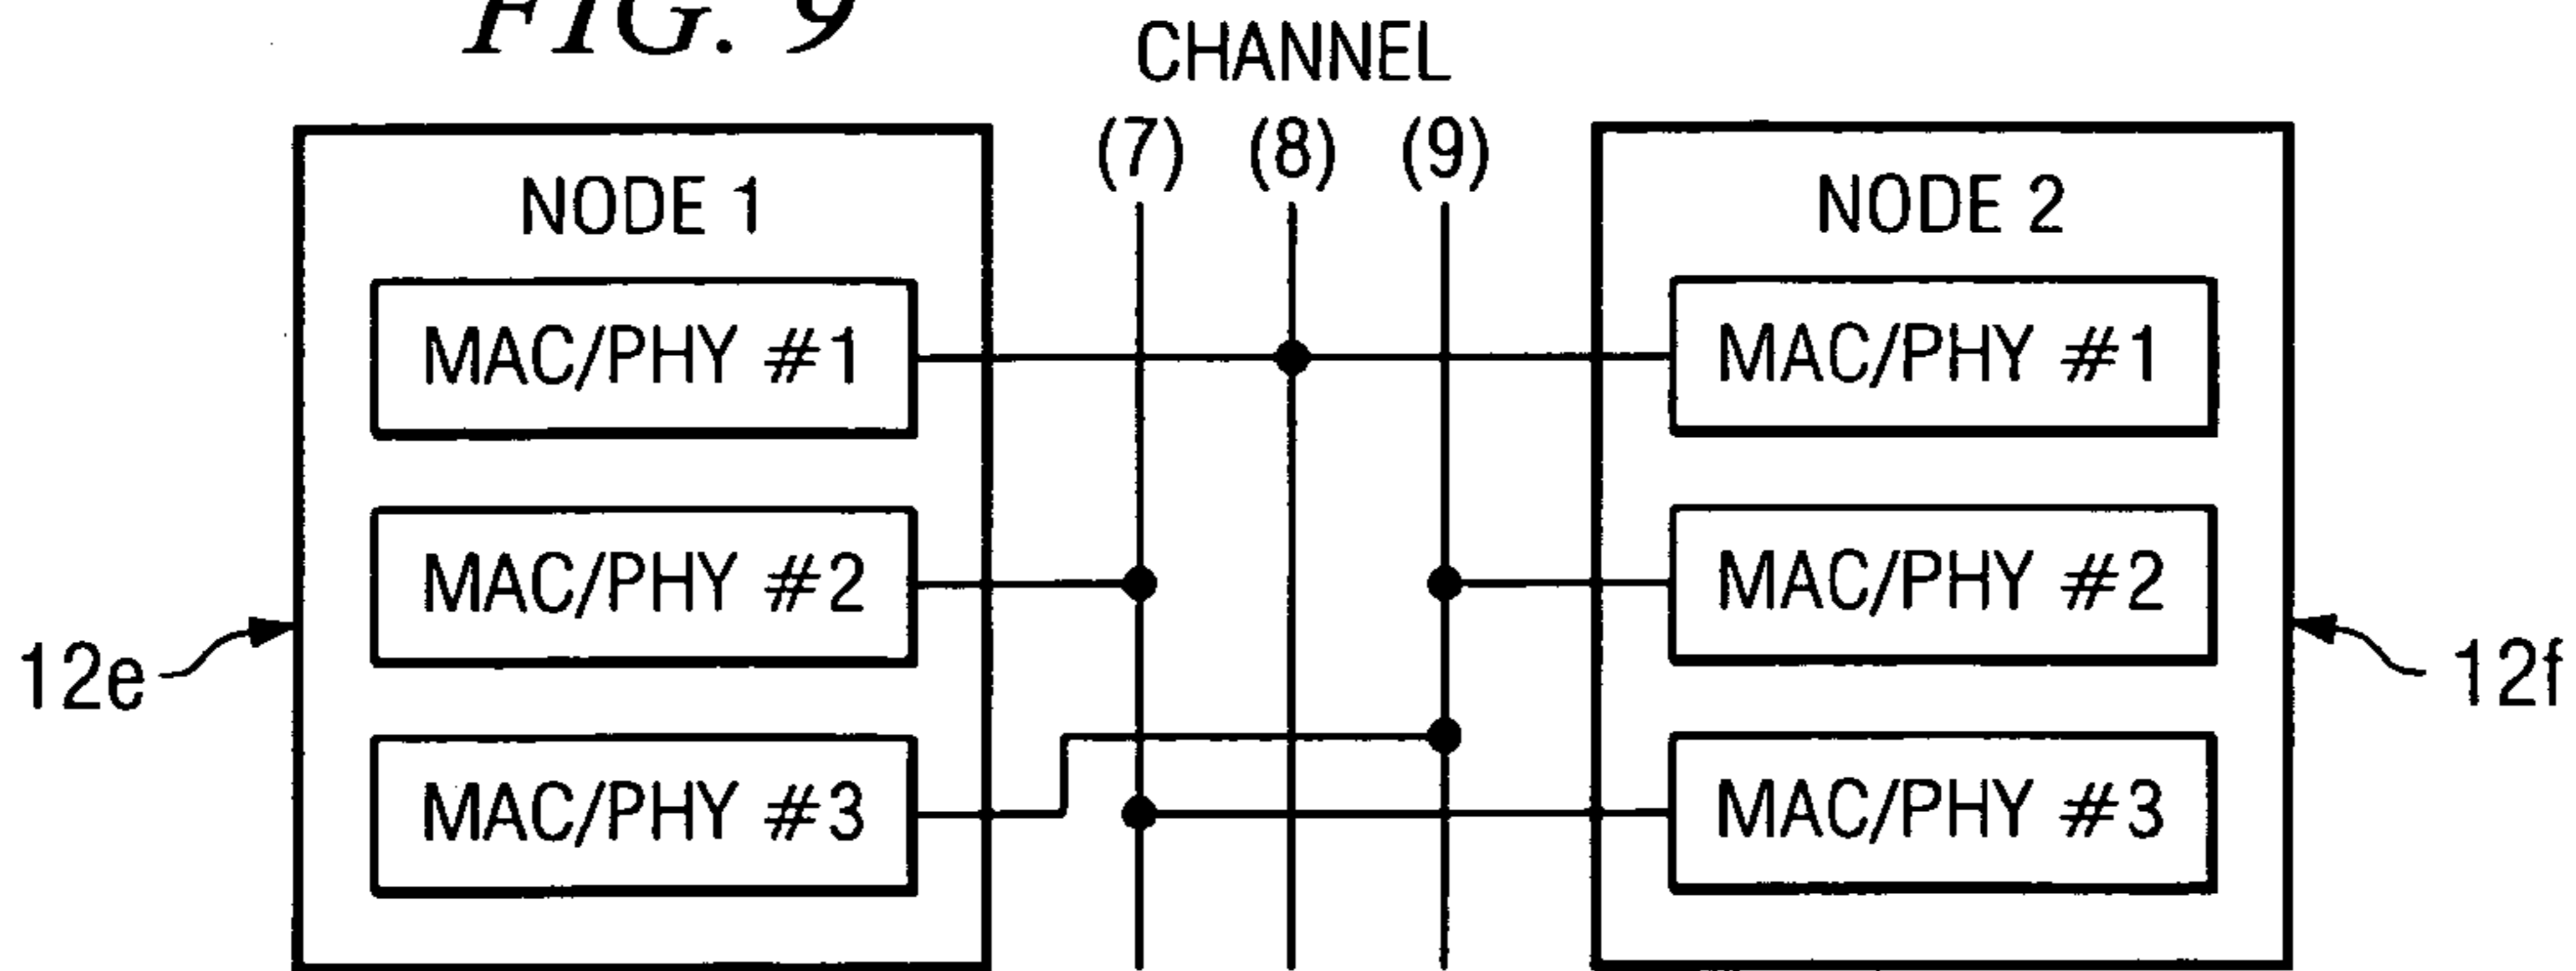 FIG. 9
CHANNEL
(7) (8) (9)
NODE 1
MAC/PHY #1
MAC/PHY #2
MAC/PHY #3
12e
NODE 2
MAC/PHY #1
MAC/PHY #2
MAC/PHY #3
12f